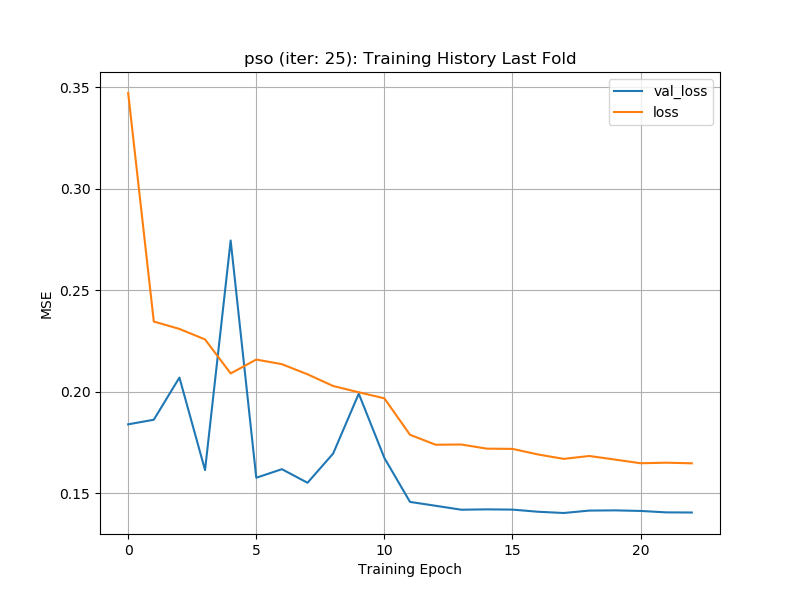 pso (iter: 25): Training History Last Fold
val_loss
loss
0.35
0.30
0.25
0.20
0.15
MSE
0
5
10
15
20
Training Epoch